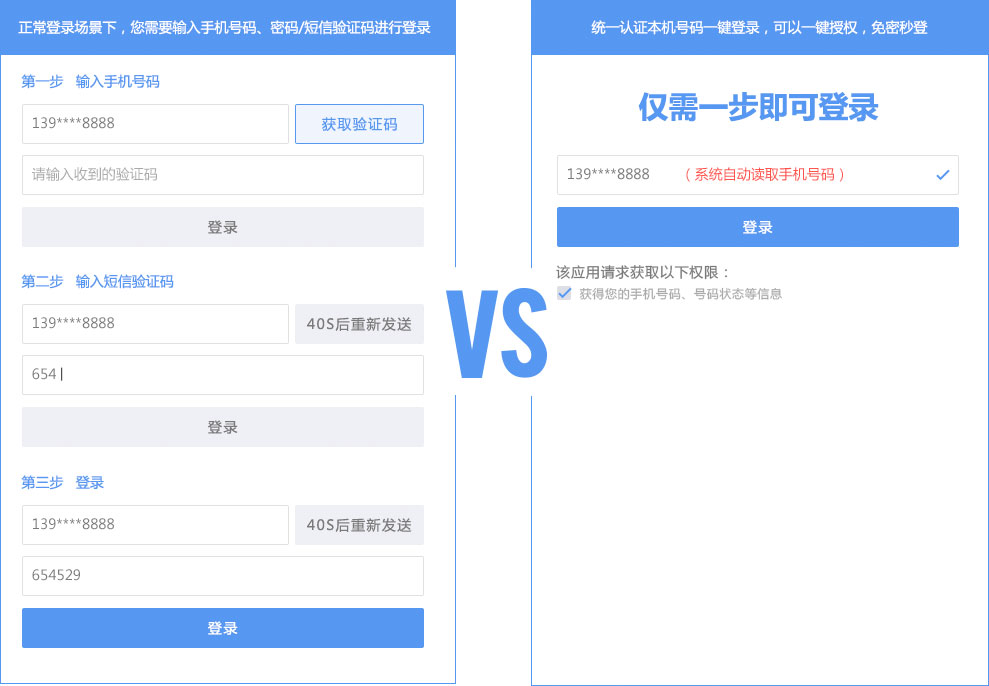 正常登录场景下，您需要输入手机号码、密码/短信验证码进行登录
第一步 输入手机号码
139****8888 获取验证码
请输入收到的验证码
登录
第二步 输入短信验证码
139****8888 40S后重新发送
654
登录
第三步 登录
139****8888 40S后重新发送
654529
登录
VS
统一认证本机号码一键登录，可以一键授权，免密秒登
仅需一步即可登录
139****8888 （系统自动读取手机号码）
登录
该应用请求获取以下权限：
获得您的手机号码、号码状态等信息